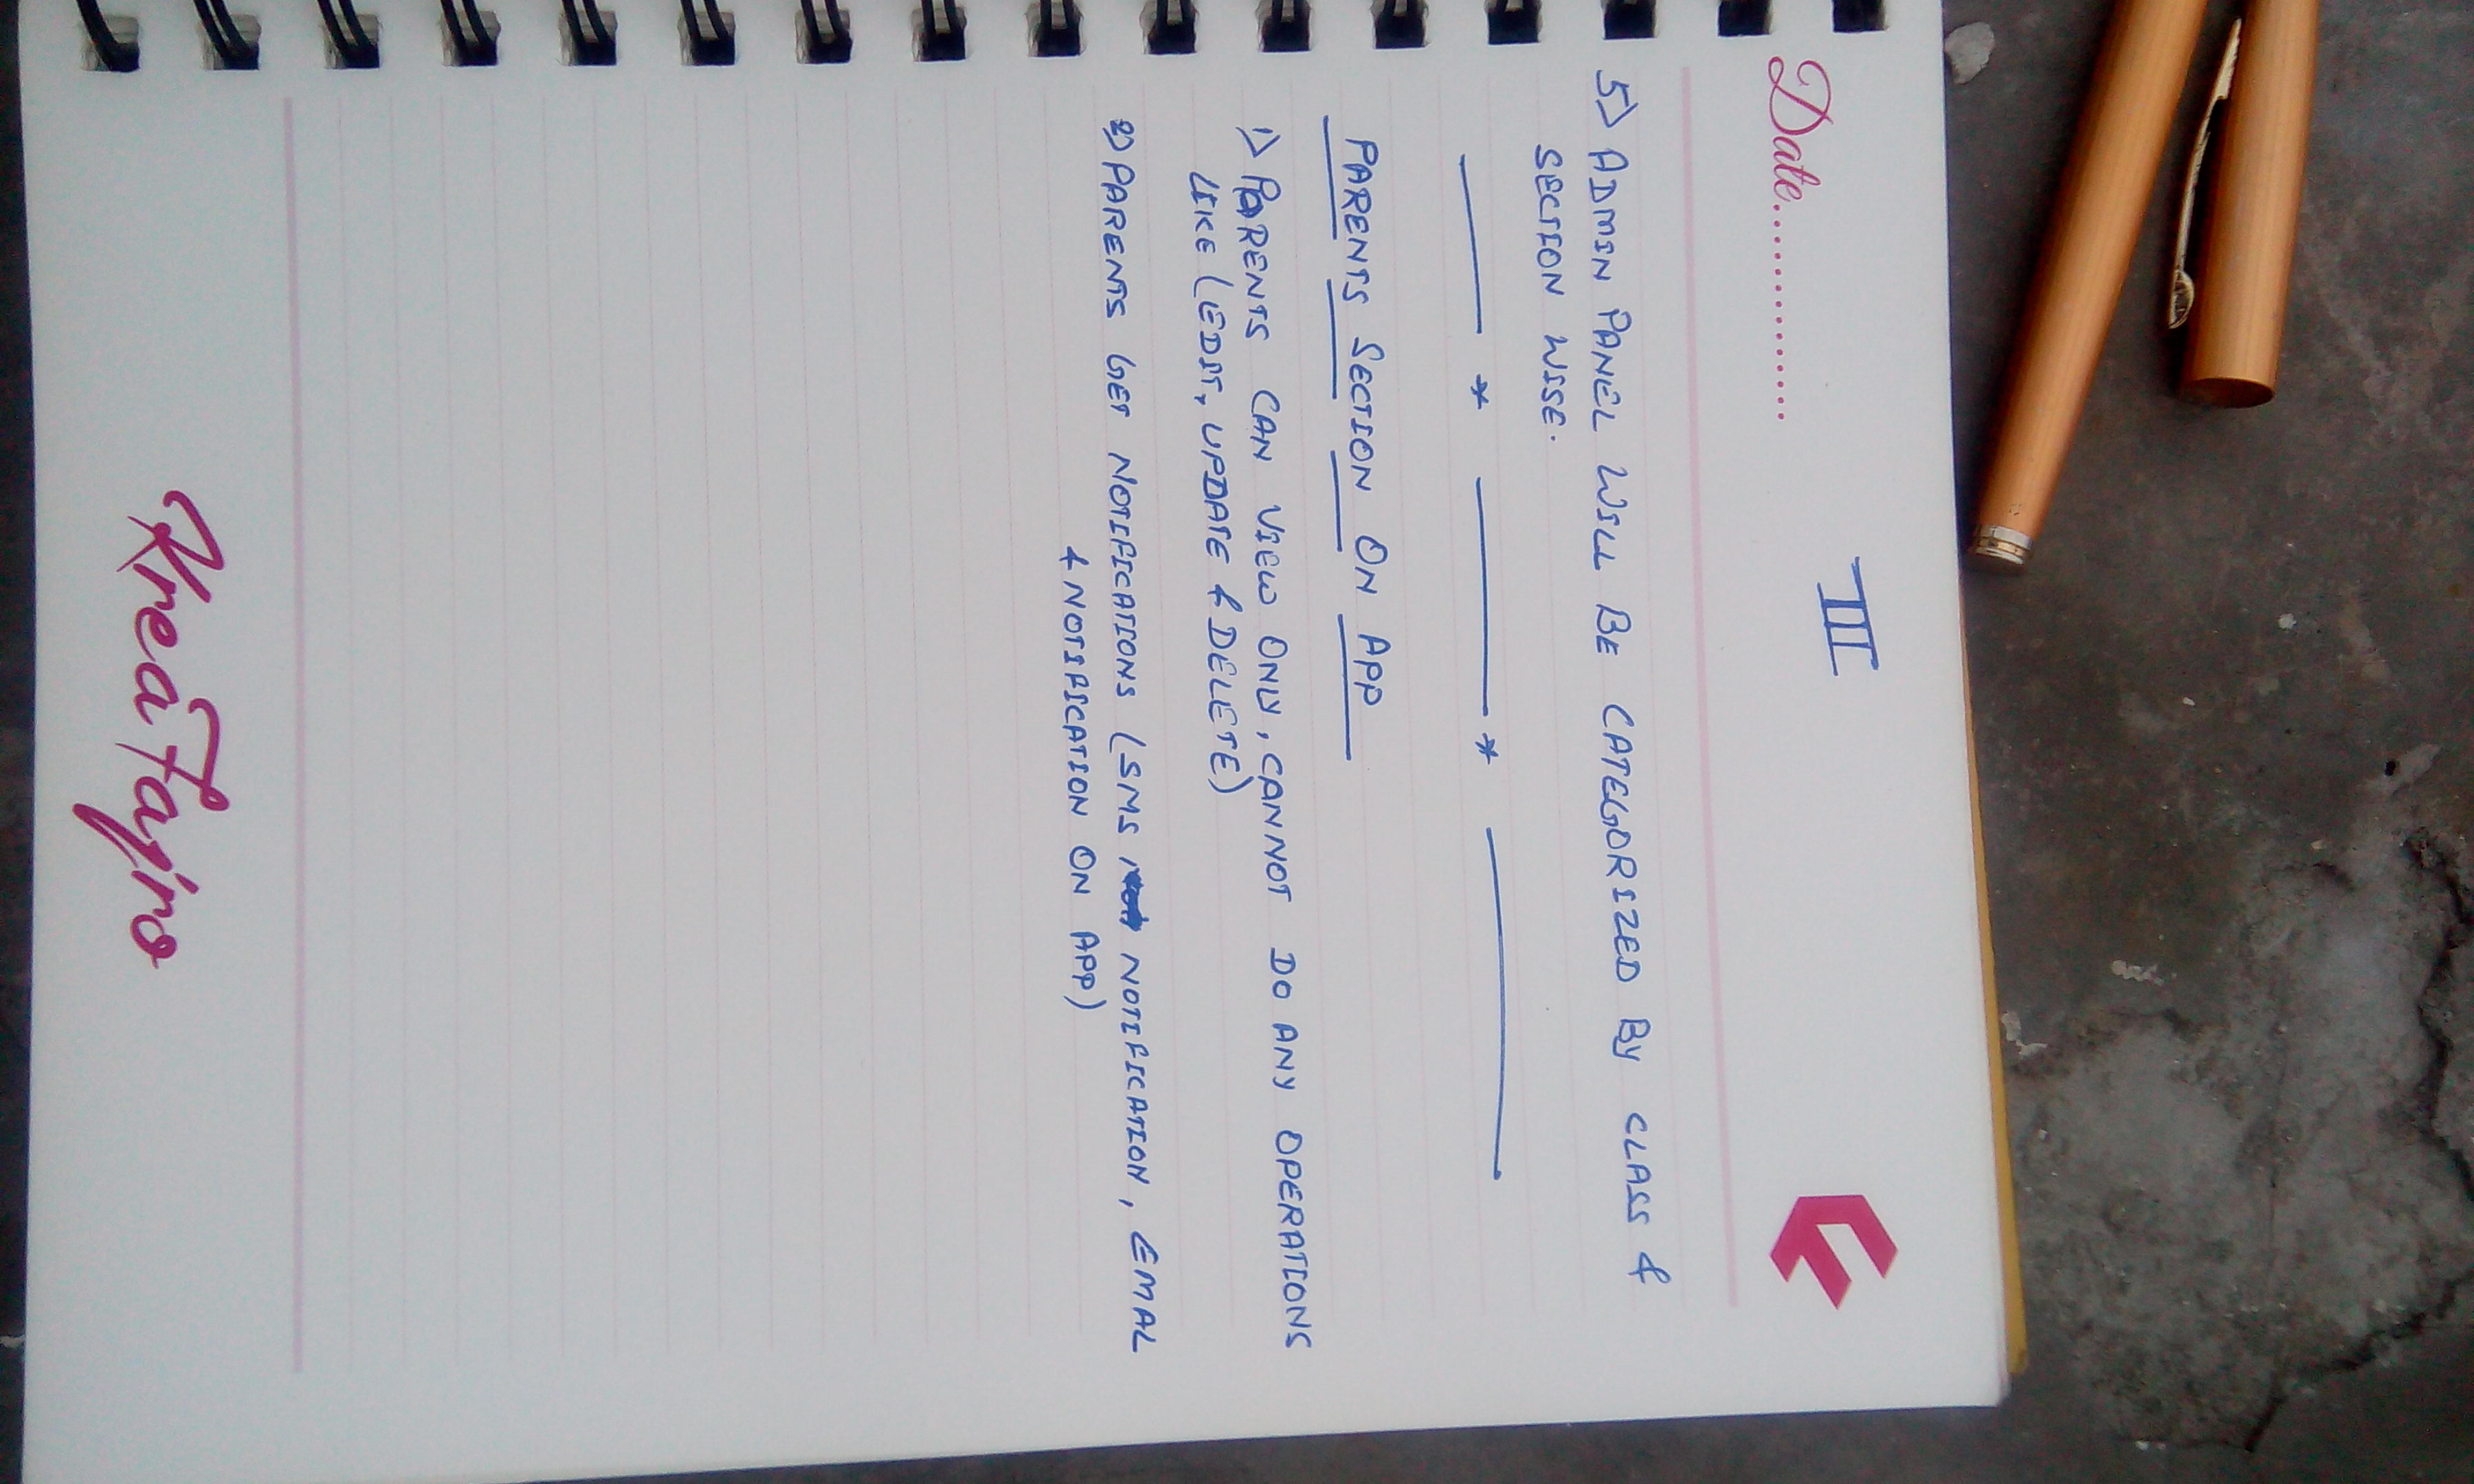 III
Date..............
5) ADMIN PANEL WILL BE CATEGORIZED BY CLASS &
SECTION WISE.
PARENTS SECTION ON APP
1) PARENTS CAN VIEW ONLY, CANNOT DO ANY OPERATIONS
LIKE (EDIT, UPDATE & DELETE)
2) PARENTS GET NOTIFICATIONS (SMS NOTIFICATION, EMAL
& NOTIFICATION ON APP)
KreaFajro